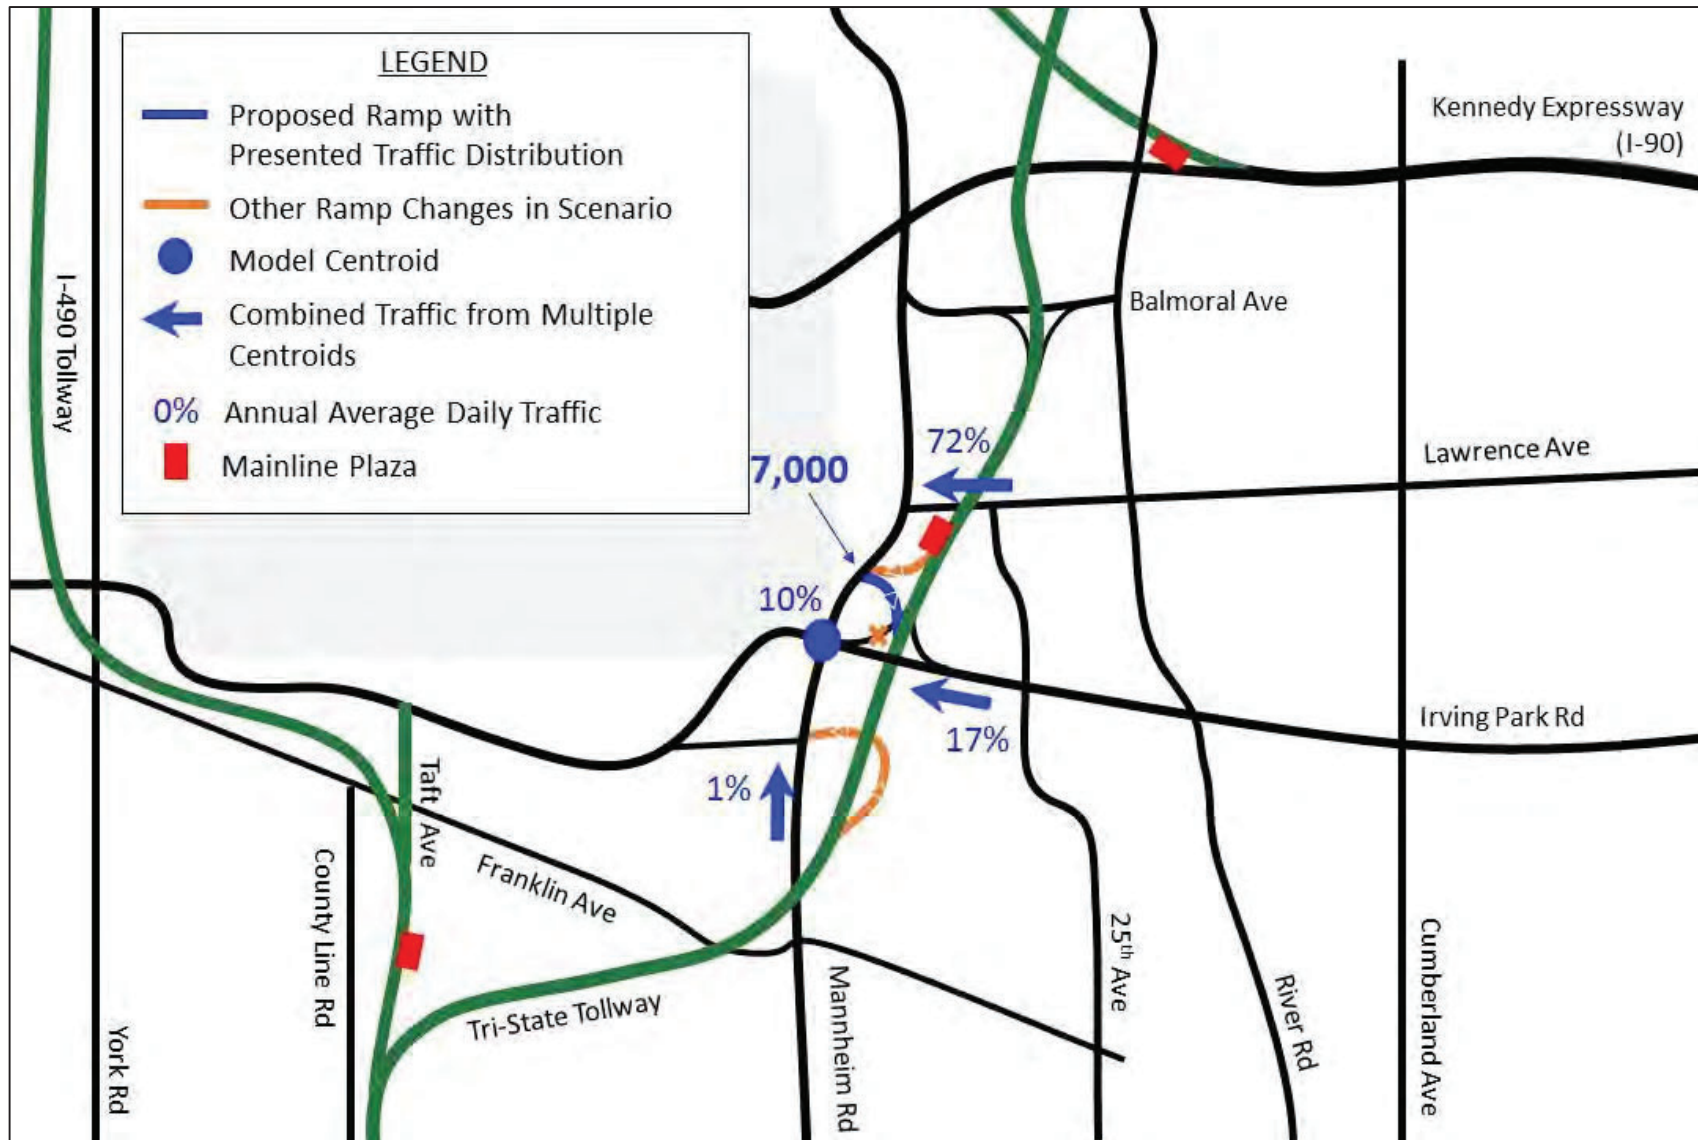 LEGEND
Proposed Ramp with
Presented Traffic Distribution
Other Ramp Changes in Scenario
Model Centroid
Combined Traffic from Multiple
Centroids
0% Annual Average Daily Traffic
Mainline Plaza
Kennedy Expressway
(I-90)
I-490 Tollway
Balmoral Ave
72%
Lawrence Ave
7,000
10%
Irving Park Rd
17%
1%
Taft Ave
County Line Rd
Franklin Ave
25th Ave
Cumberland Ave
Tri-State Tollway
Mannheim Rd
River Rd
York Rd